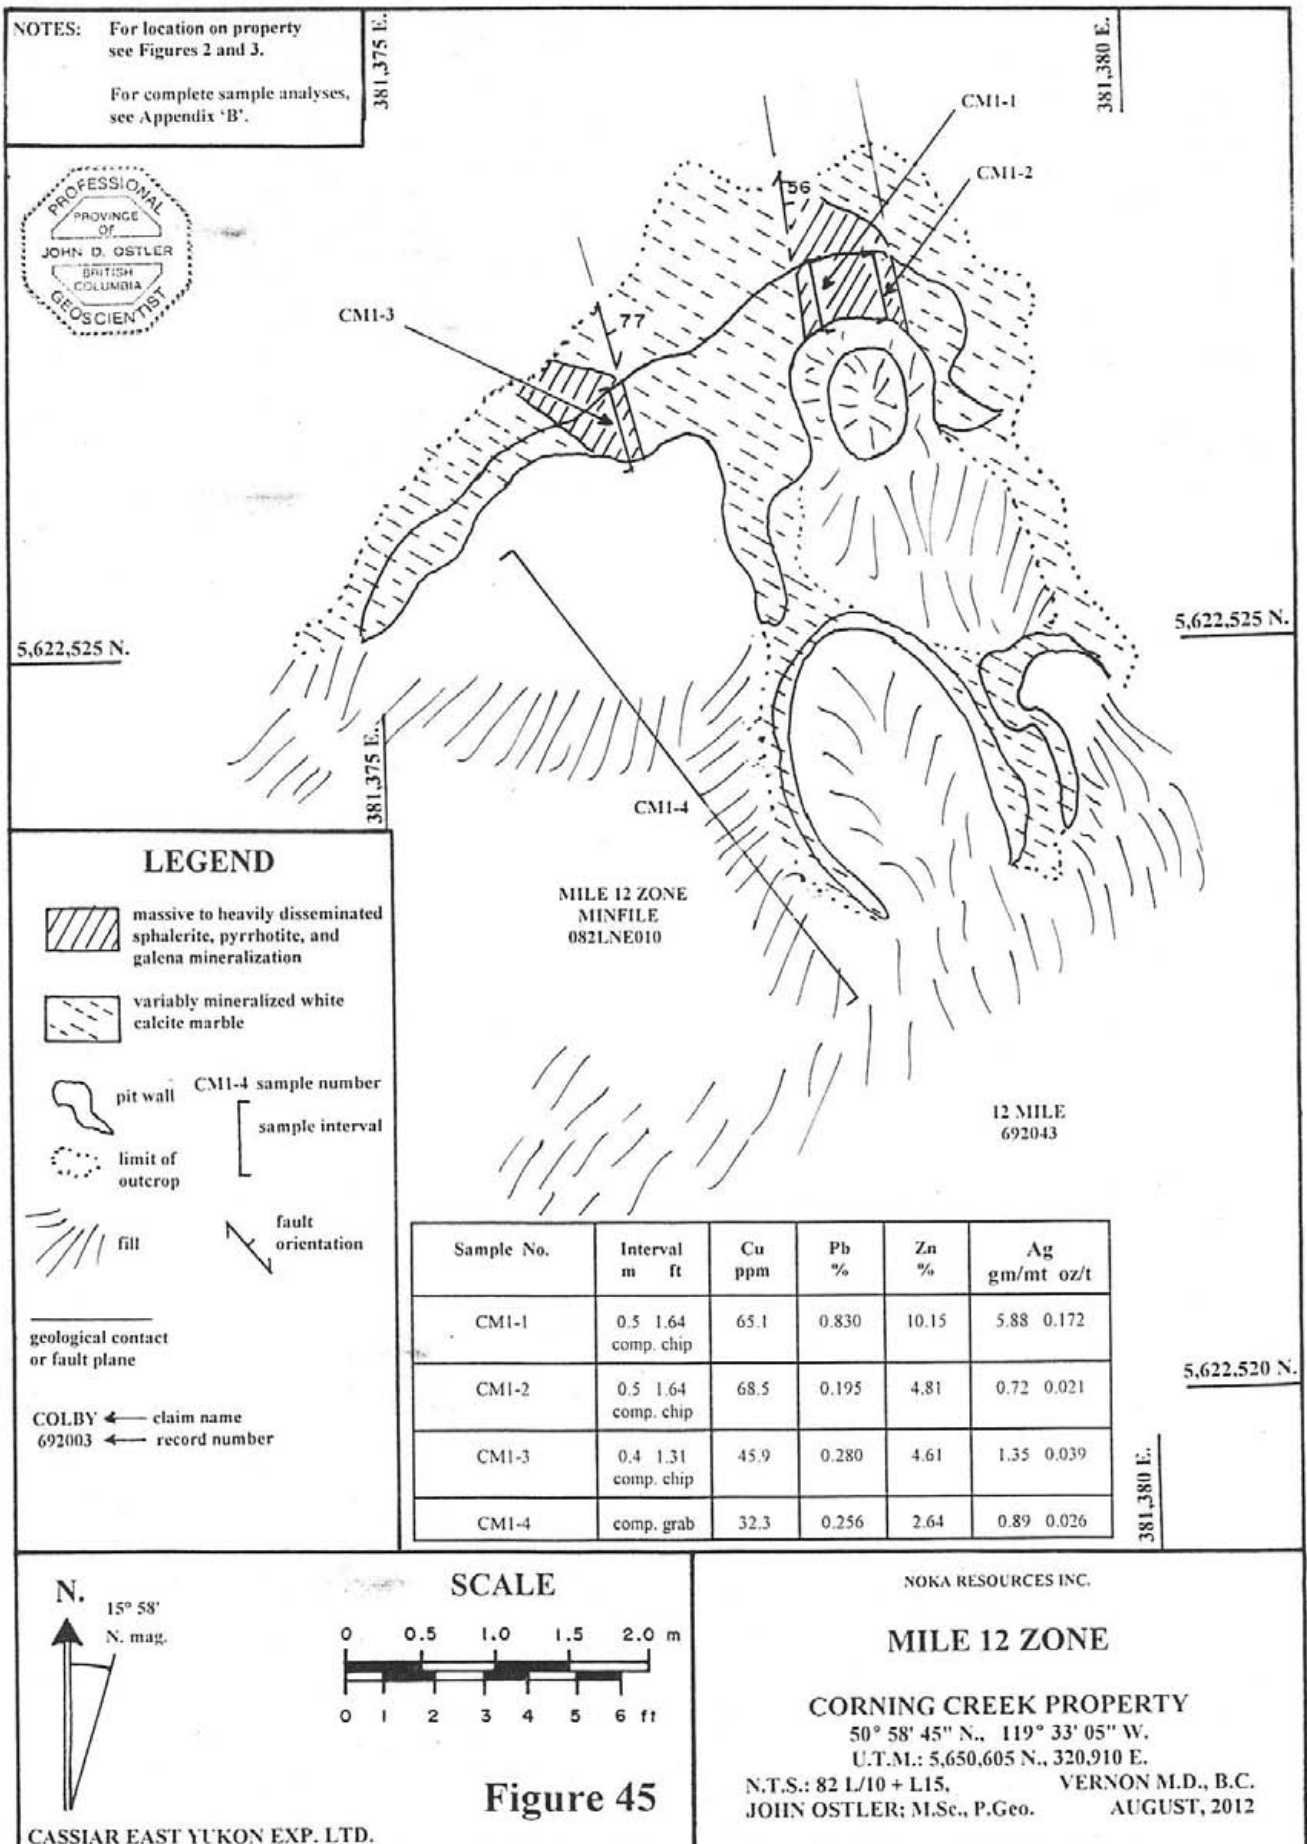 NOTES: For location on property
see Figures 2 and 3.
For complete sample analyses,
see Appendix ‘B’.
381,375 E.
381,380 E.
PROFESSIONAL
PROVINCE
OF
JOHN D. OSTLER
BRITISH
COLUMBIA
GEOSCIENTIST
CM1-1
CM1-2
56
CM1-3
77
5,622,525 N.
5,622,525 N.
381,375 E.
CM1-4
MILE 12 ZONE
MINFILE
082LNE010
12 MILE
692043
LEGEND
massive to heavily disseminated
sphalerite, pyrrhotite, and
galena mineralization
variably mineralized white
calcite marble
pit wall
CM1-4 sample number
sample interval
limit of
outcrop
fill
fault
orientation
geological contact
or fault plane
COLBY claim name
692003 record number
Sample No. Interval Cu Pb Zn Ag
m ft ppm % % gm/mt oz/t
CM1-1 0.5 1.64 65.1 0.830 10.15 5.88 0.172
comp. chip
CM1-2 0.5 1.64 68.5 0.195 4.81 0.72 0.021
comp. chip
CM1-3 0.4 1.31 45.9 0.280 4.61 1.35 0.039
comp. chip
CM1-4 comp. grab 32.3 0.256 2.64 0.89 0.026
5,622,520 N.
381,380 E.
N.
15° 58'
N. mag.
SCALE
0 0.5 1.0 1.5 2.0 m
0 1 2 3 4 5 6 ft
Figure 45
CASSIAR EAST YUKON EXP. LTD.
NOKA RESOURCES INC.
MILE 12 ZONE
CORNING CREEK PROPERTY
50° 58' 45" N., 119° 33' 05" W.
U.T.M.: 5,650,605 N., 320,910 E.
N.T.S.: 82 L/10 + L15, VERNON M.D., B.C.
JOHN OSTLER; M.Sc., P.Geo. AUGUST, 2012